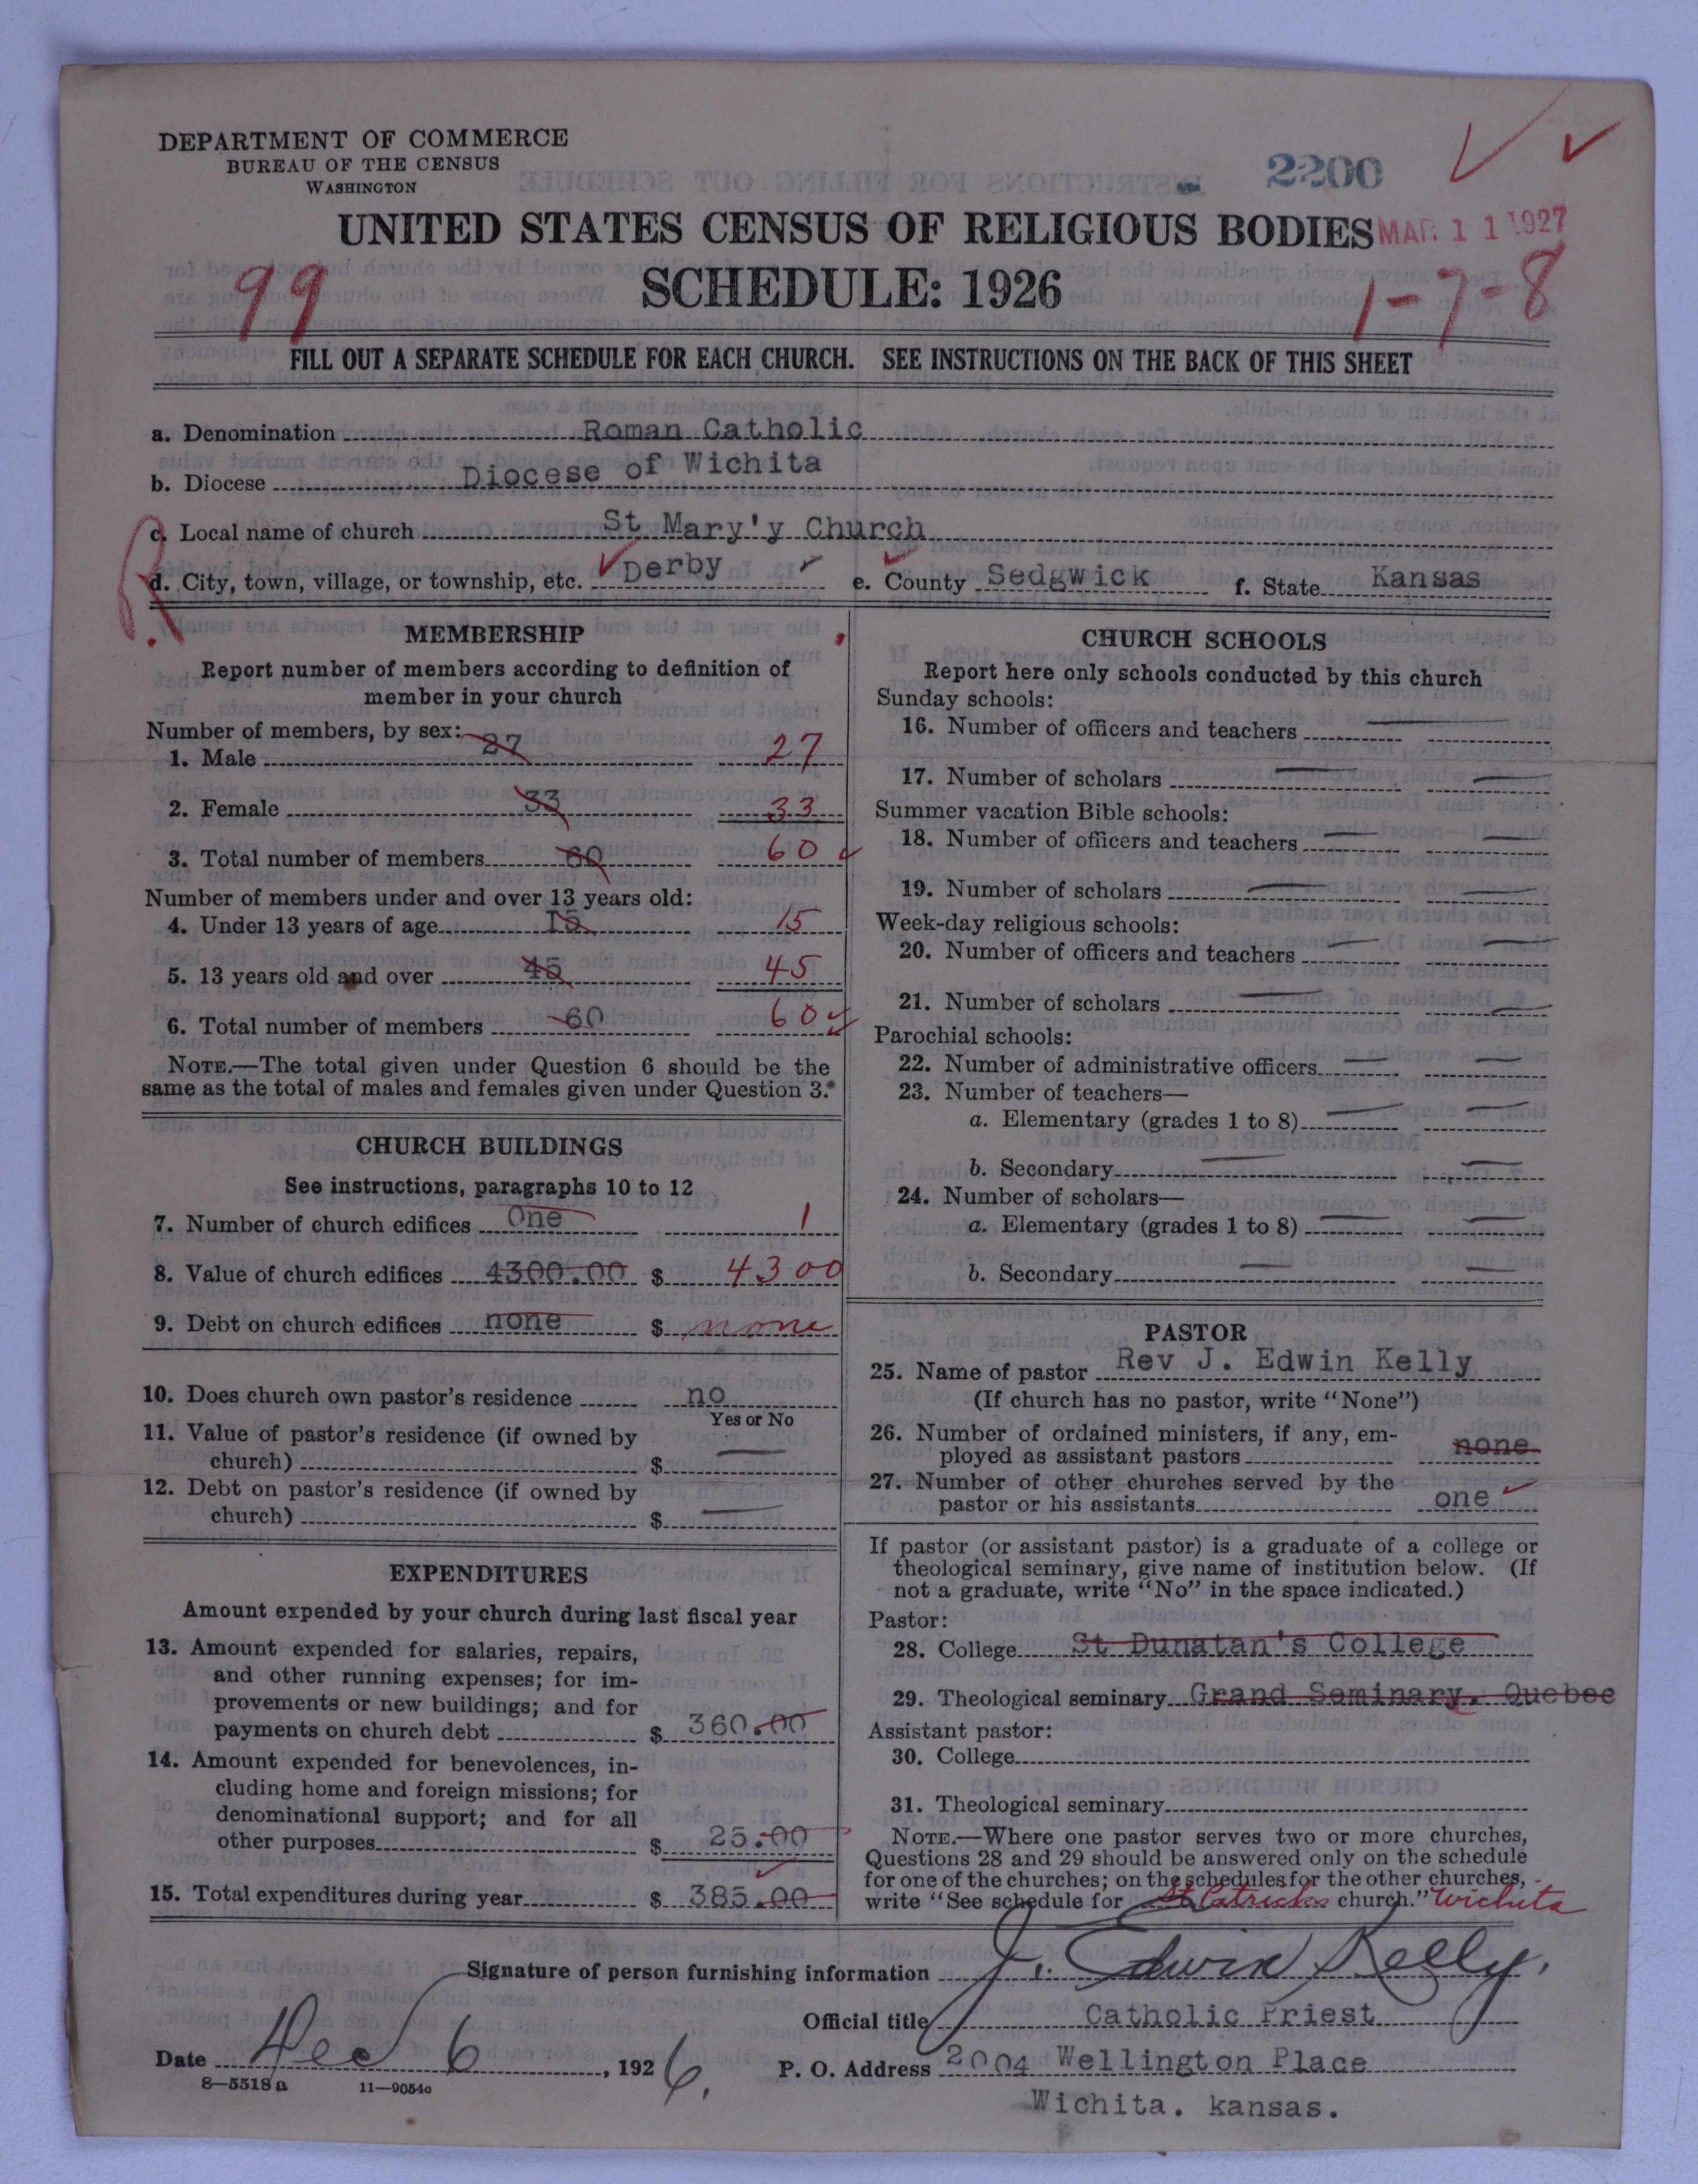 DEPARTMENT OF COMMERCE
BUREAU OF THE CENSUS
WASHINGTON
2200
UNITED STATES CENSUS OF RELIGIOUS BODIES
MAR 11 1927
99
SCHEDULE: 1926
1-7-8
FILL OUT A SEPARATE SCHEDULE FOR EACH CHURCH. SEE INSTRUCTIONS ON THE BACK OF THIS SHEET
a. Denomination Roman Catholic
b. Diocese Diocese of Wichita
c. Local name of church St Mary'y Church
d. City, town, village, or township, etc. Derby e. County Sedgwick f. State Kansas
MEMBERSHIP
Report number of members according to definition of
member in your church
Number of members, by sex:
1. Male 27 27
2. Female 33 33
3. Total number of members 60 60
Number of members under and over 13 years old:
4. Under 13 years of age 15 15
5. 13 years old and over 45 45
6. Total number of members 60 60
NOTE.—The total given under Question 6 should be the
same as the total of males and females given under Question 3.
CHURCH BUILDINGS
See instructions, paragraphs 10 to 12
7. Number of church edifices One 1
8. Value of church edifices 4300.00 $ 4300
9. Debt on church edifices none $ none
10. Does church own pastor's residence no
Yes or No
11. Value of pastor's residence (if owned by
church) $
12. Debt on pastor's residence (if owned by
church) $
EXPENDITURES
Amount expended by your church during last fiscal year
13. Amount expended for salaries, repairs,
and other running expenses; for im-
provements or new buildings; and for
payments on church debt $ 360.00
14. Amount expended for benevolences, in-
cluding home and foreign missions; for
denominational support; and for all
other purposes $ 25.00
15. Total expenditures during year $ 385.00
CHURCH SCHOOLS
Report here only schools conducted by this church
Sunday schools:
16. Number of officers and teachers
17. Number of scholars
Summer vacation Bible schools:
18. Number of officers and teachers
19. Number of scholars
Week-day religious schools:
20. Number of officers and teachers
21. Number of scholars
Parochial schools:
22. Number of administrative officers
23. Number of teachers—
a. Elementary (grades 1 to 8)
b. Secondary
24. Number of scholars—
a. Elementary (grades 1 to 8)
b. Secondary
PASTOR
25. Name of pastor Rev J. Edwin Kelly
(If church has no pastor, write "None")
26. Number of ordained ministers, if any, em-
ployed as assistant pastors none
27. Number of other churches served by the
pastor or his assistants one
If pastor (or assistant pastor) is a graduate of a college or
theological seminary, give name of institution below. (If
not a graduate, write "No" in the space indicated.)
Pastor:
28. College St Dunatan's College
29. Theological seminary Grand Seminary. Quebec
Assistant pastor:
30. College
31. Theological seminary
NOTE.—Where one pastor serves two or more churches,
Questions 28 and 29 should be answered only on the schedule
for one of the churches; on the schedules for the other churches,
write "See schedule for St Patricks church." Wichita
Signature of person furnishing information J. Edwin Kelly.
Official title Catholic Priest
Date Dec 6, 1926. P. O. Address 2004 Wellington Place
8—5518 a 11—9054o
Wichita. kansas.